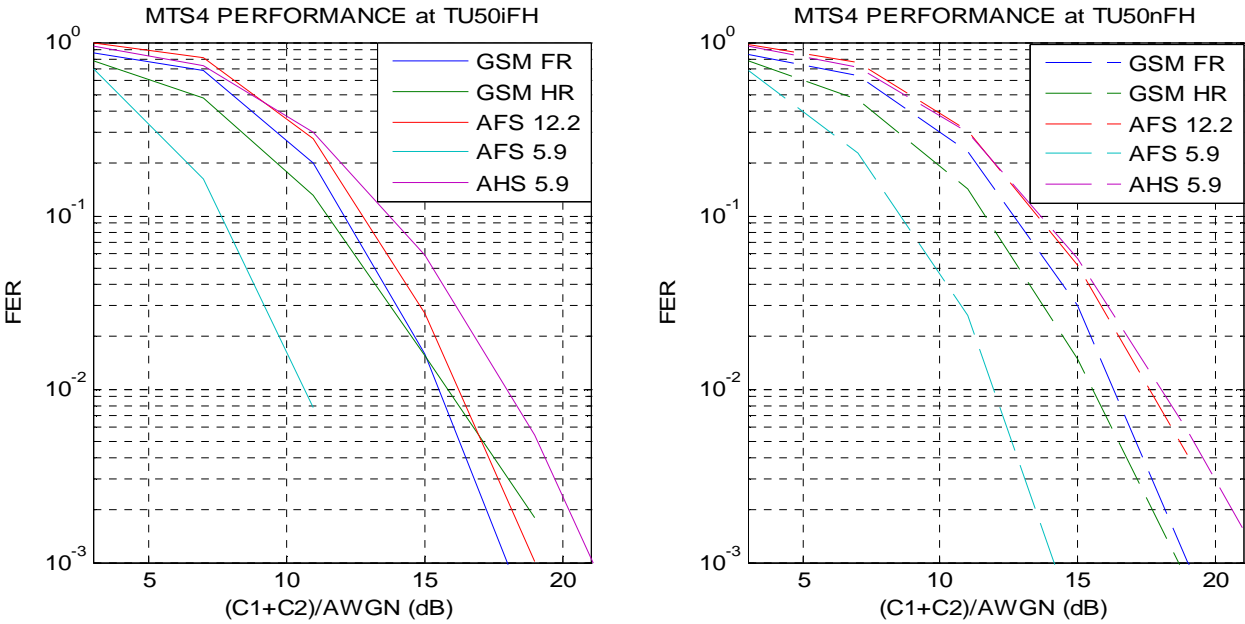 MTS4 PERFORMANCE at TU50iFH
10^0
10^-1
10^-2
10^-3
FER
5 10 15 20
(C1+C2)/AWGN (dB)
GSM FR
GSM HR
AFS 12.2
AFS 5.9
AHS 5.9
MTS4 PERFORMANCE at TU50nFH
10^0
10^-1
10^-2
10^-3
FER
5 10 15 20
(C1+C2)/AWGN (dB)
GSM FR
GSM HR
AFS 12.2
AFS 5.9
AHS 5.9